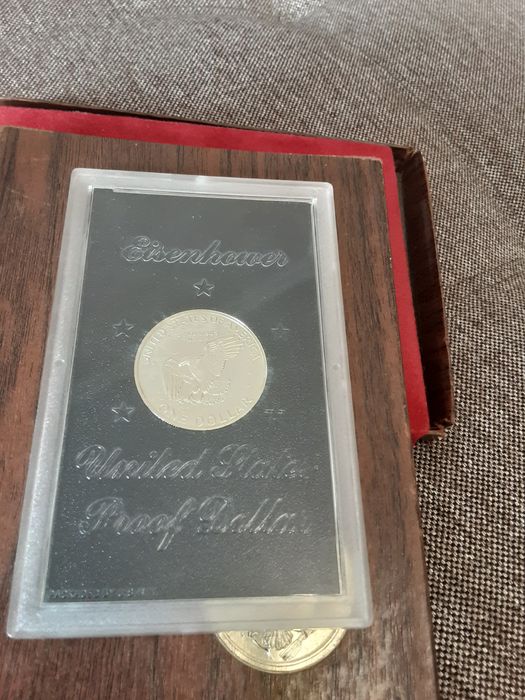 Eisenhower
UNITED STATES OF AMERICA
ONE DOLLAR
United States
Proof Dollar